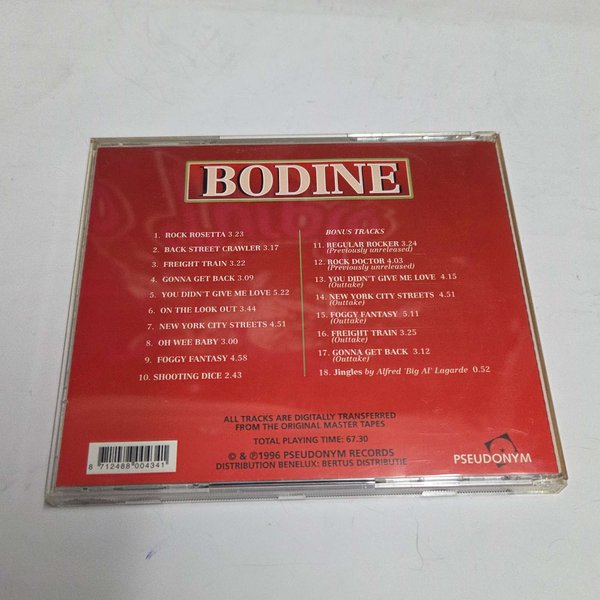 BODINE
1. ROCK ROSETTA 3.23
2. BACK STREET CRAWLER 3.17
3. FREIGHT TRAIN 3.22
4. GONNA GET BACK 3.09
5. YOU DIDN'T GIVE ME LOVE 5.22
6. ON THE LOOK OUT 3.44
7. NEW YORK CITY STREETS 4.51
8. OH WEE BABY 3.00
9. FOGGY FANTASY 4.58
10. SHOOTING DICE 2.43
BONUS TRACKS
11. REGULAR ROCKER 3.24
(Previously unreleased)
12. ROCK DOCTOR 4.03
(Previously unreleased)
13. YOU DIDN'T GIVE ME LOVE 4.15
(Outtake)
14. NEW YORK CITY STREETS 4.51
(Outtake)
15. FOGGY FANTASY 5.11
(Outtake)
16. FREIGHT TRAIN 3.25
(Outtake)
17. GONNA GET BACK 3.12
(Outtake)
18. Jingles by Alfred 'Big Al' Lagarde 0.52
ALL TRACKS ARE DIGITALLY TRANSFERRED
FROM THE ORIGINAL MASTER TAPES
TOTAL PLAYING TIME: 67.30
© & ℗1996 PSEUDONYM RECORDS
DISTRIBUTION BENELUX: BERTUS DISTRIBUTIE
8 712488 004341
PSEUDONYM